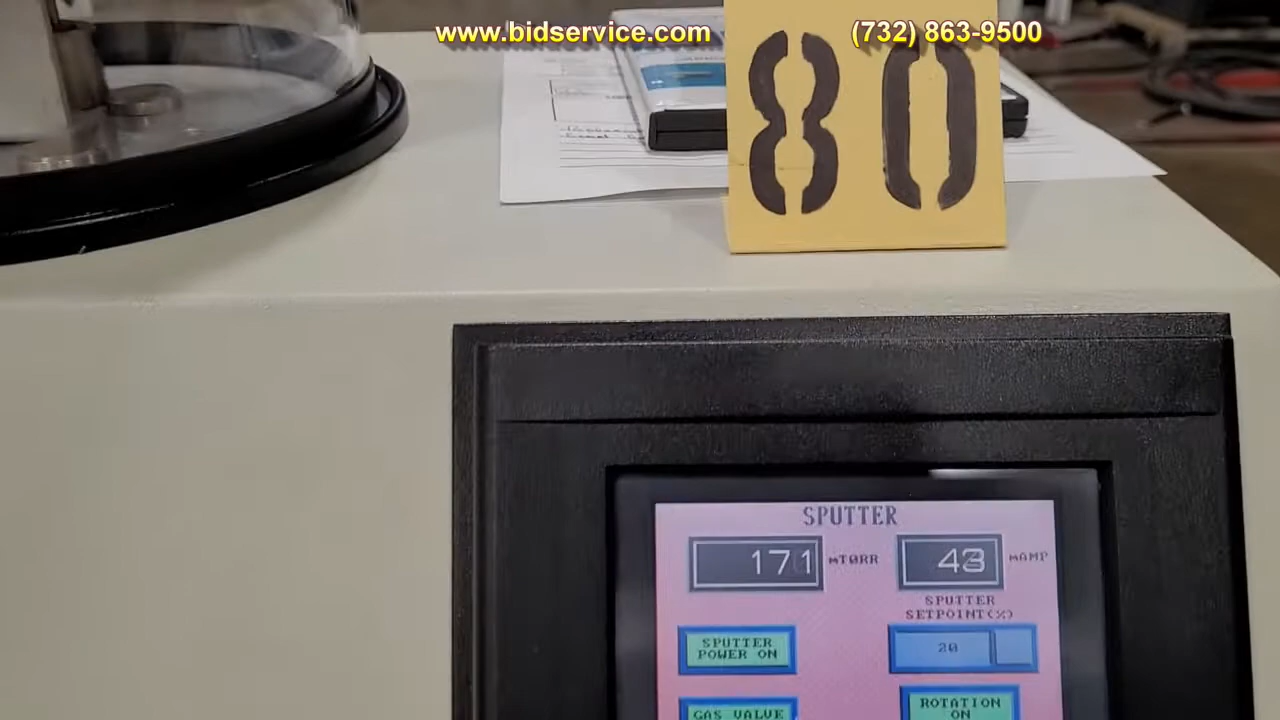 www.bidservice.com (732) 863-9500
80
SPUTTER
171 mTORR 43 mAMP
SPUTTER
SETPOINT(%)
SPUTTER
POWER ON
20
GAS VALVE
ROTATION
ON